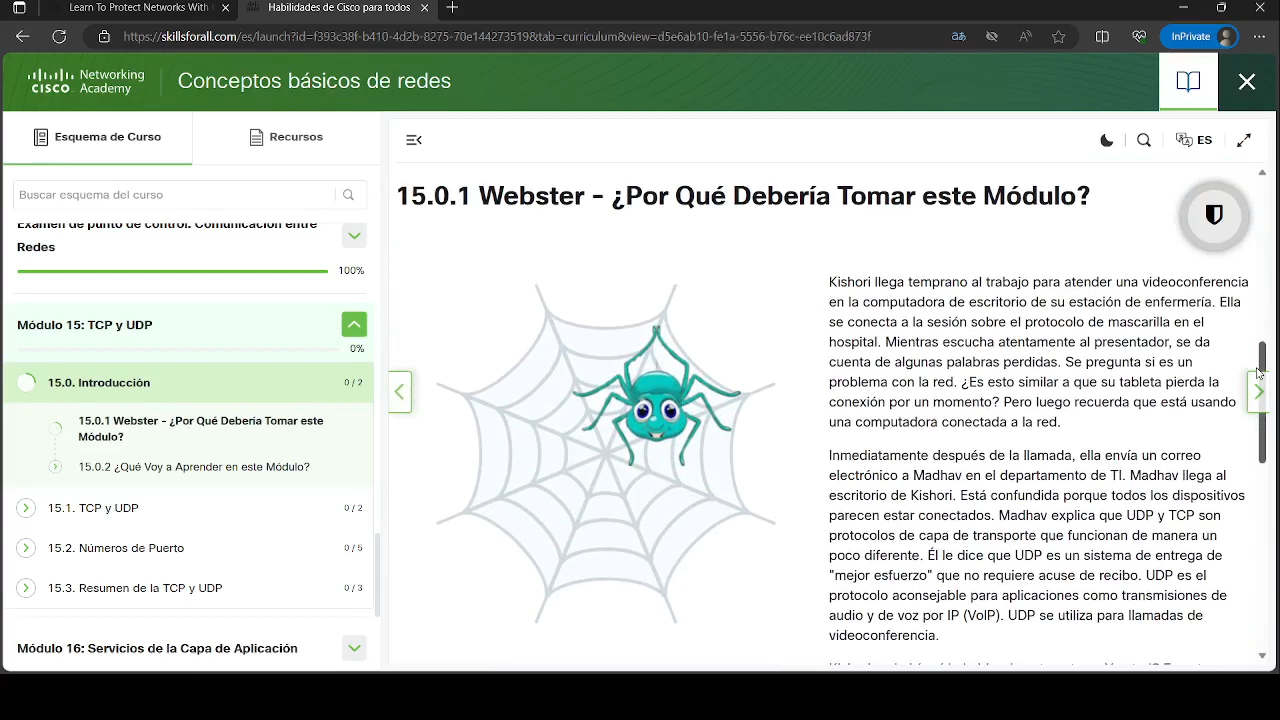 Learn To Protect Networks With
Habilidades de Cisco para todos
https://skillsforall.com/es/launch?id=f393c38f-b410-4d2b-8275-70e144273519&tab=curriculum&view=d5e6ab10-fe1a-5556-b76c-ee10c6ad873f
InPrivate
Networking
CISCO Academy
Conceptos básicos de redes
Esquema de Curso
Recursos
ES
Buscar esquema del curso
Examen de punto de control: Comunicación entre
Redes
100%
Módulo 15: TCP y UDP
0%
15.0. Introducción
0 / 2
15.0.1 Webster - ¿Por Qué Debería Tomar este
Módulo?
15.0.2 ¿Qué Voy a Aprender en este Módulo?
15.1. TCP y UDP
0 / 2
15.2. Números de Puerto
0 / 5
15.3. Resumen de la TCP y UDP
0 / 3
Módulo 16: Servicios de la Capa de Aplicación
15.0.1 Webster - ¿Por Qué Debería Tomar este Módulo?
Kishori llega temprano al trabajo para atender una videoconferencia
en la computadora de escritorio de su estación de enfermería. Ella
se conecta a la sesión sobre el protocolo de mascarilla en el
hospital. Mientras escucha atentamente al presentador, se da
cuenta de algunas palabras perdidas. Se pregunta si es un
problema con la red. ¿Es esto similar a que su tableta pierda la
conexión por un momento? Pero luego recuerda que está usando
una computadora conectada a la red.
Inmediatamente después de la llamada, ella envía un correo
electrónico a Madhav en el departamento de TI. Madhav llega al
escritorio de Kishori. Está confundida porque todos los dispositivos
parecen estar conectados. Madhav explica que UDP y TCP son
protocolos de capa de transporte que funcionan de manera un
poco diferente. Él le dice que UDP es un sistema de entrega de
"mejor esfuerzo" que no requiere acuse de recibo. UDP es el
protocolo aconsejable para aplicaciones como transmisiones de
audio y de voz por IP (VoIP). UDP se utiliza para llamadas de
videoconferencia.